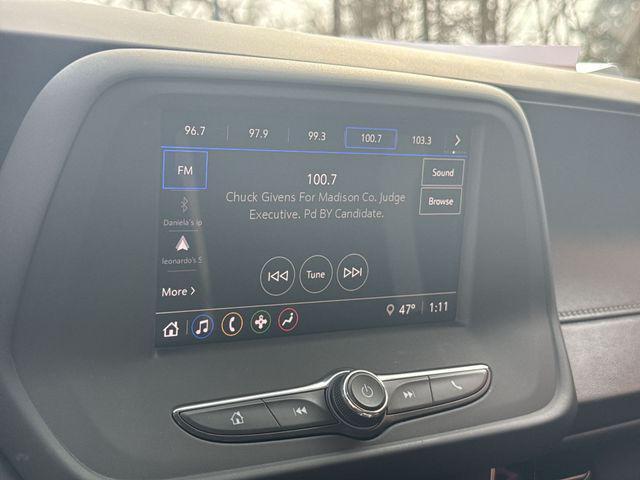 96.7 97.9 99.3 100.7 103.3
FM
100.7
Sound
Chuck Givens For Madison Co. Judge
Executive. Pd BY Candidate.
Browse
Daniela's ip
leonardo's S
Tune
More
47° 1:11